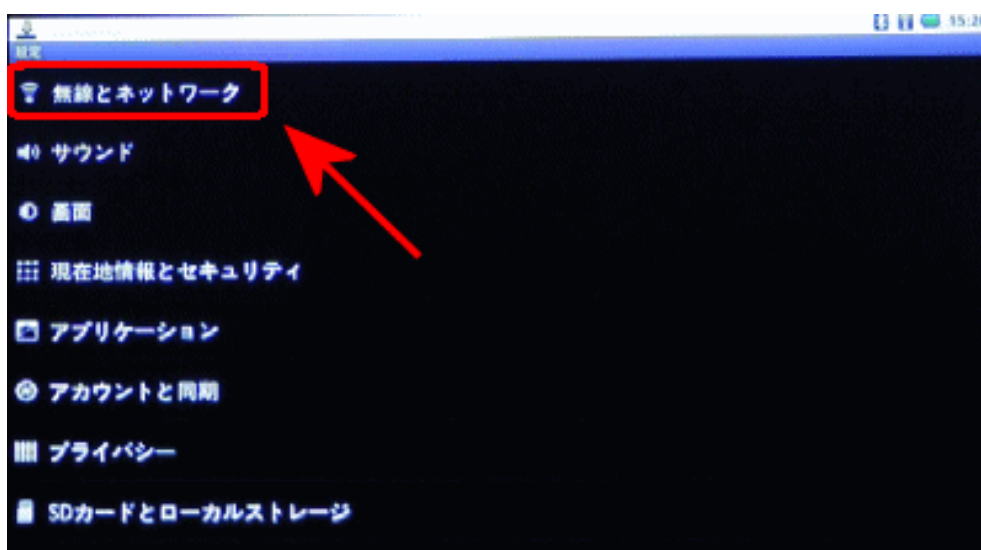 15:20
設定
無線とネットワーク
サウンド
画面
現在地情報とセキュリティ
アプリケーション
アカウントと同期
プライバシー
SDカードとローカルストレージ